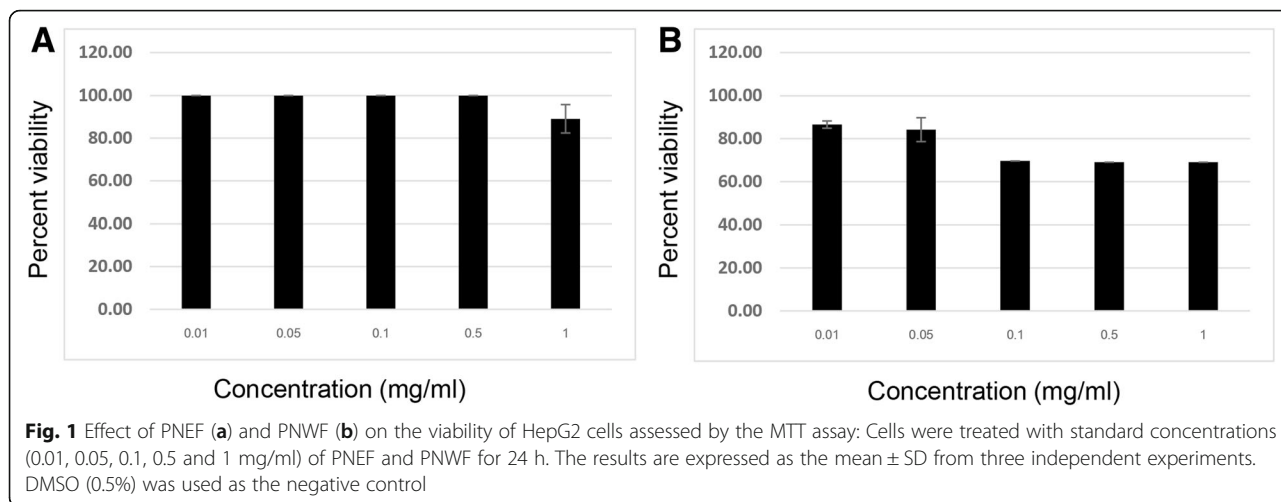 A
120.00
100.00
80.00
60.00
40.00
20.00
0.00
Percent viability
0.01 0.05 0.1 0.5 1
Concentration (mg/ml)
B
120.00
100.00
80.00
60.00
40.00
20.00
0.00
Percent viability
0.01 0.05 0.1 0.5 1
Concentration (mg/ml)
Fig. 1 Effect of PNEF (a) and PNWF (b) on the viability of HepG2 cells assessed by the MTT assay: Cells were treated with standard concentrations
(0.01, 0.05, 0.1, 0.5 and 1 mg/ml) of PNEF and PNWF for 24 h. The results are expressed as the mean ± SD from three independent experiments.
DMSO (0.5%) was used as the negative control